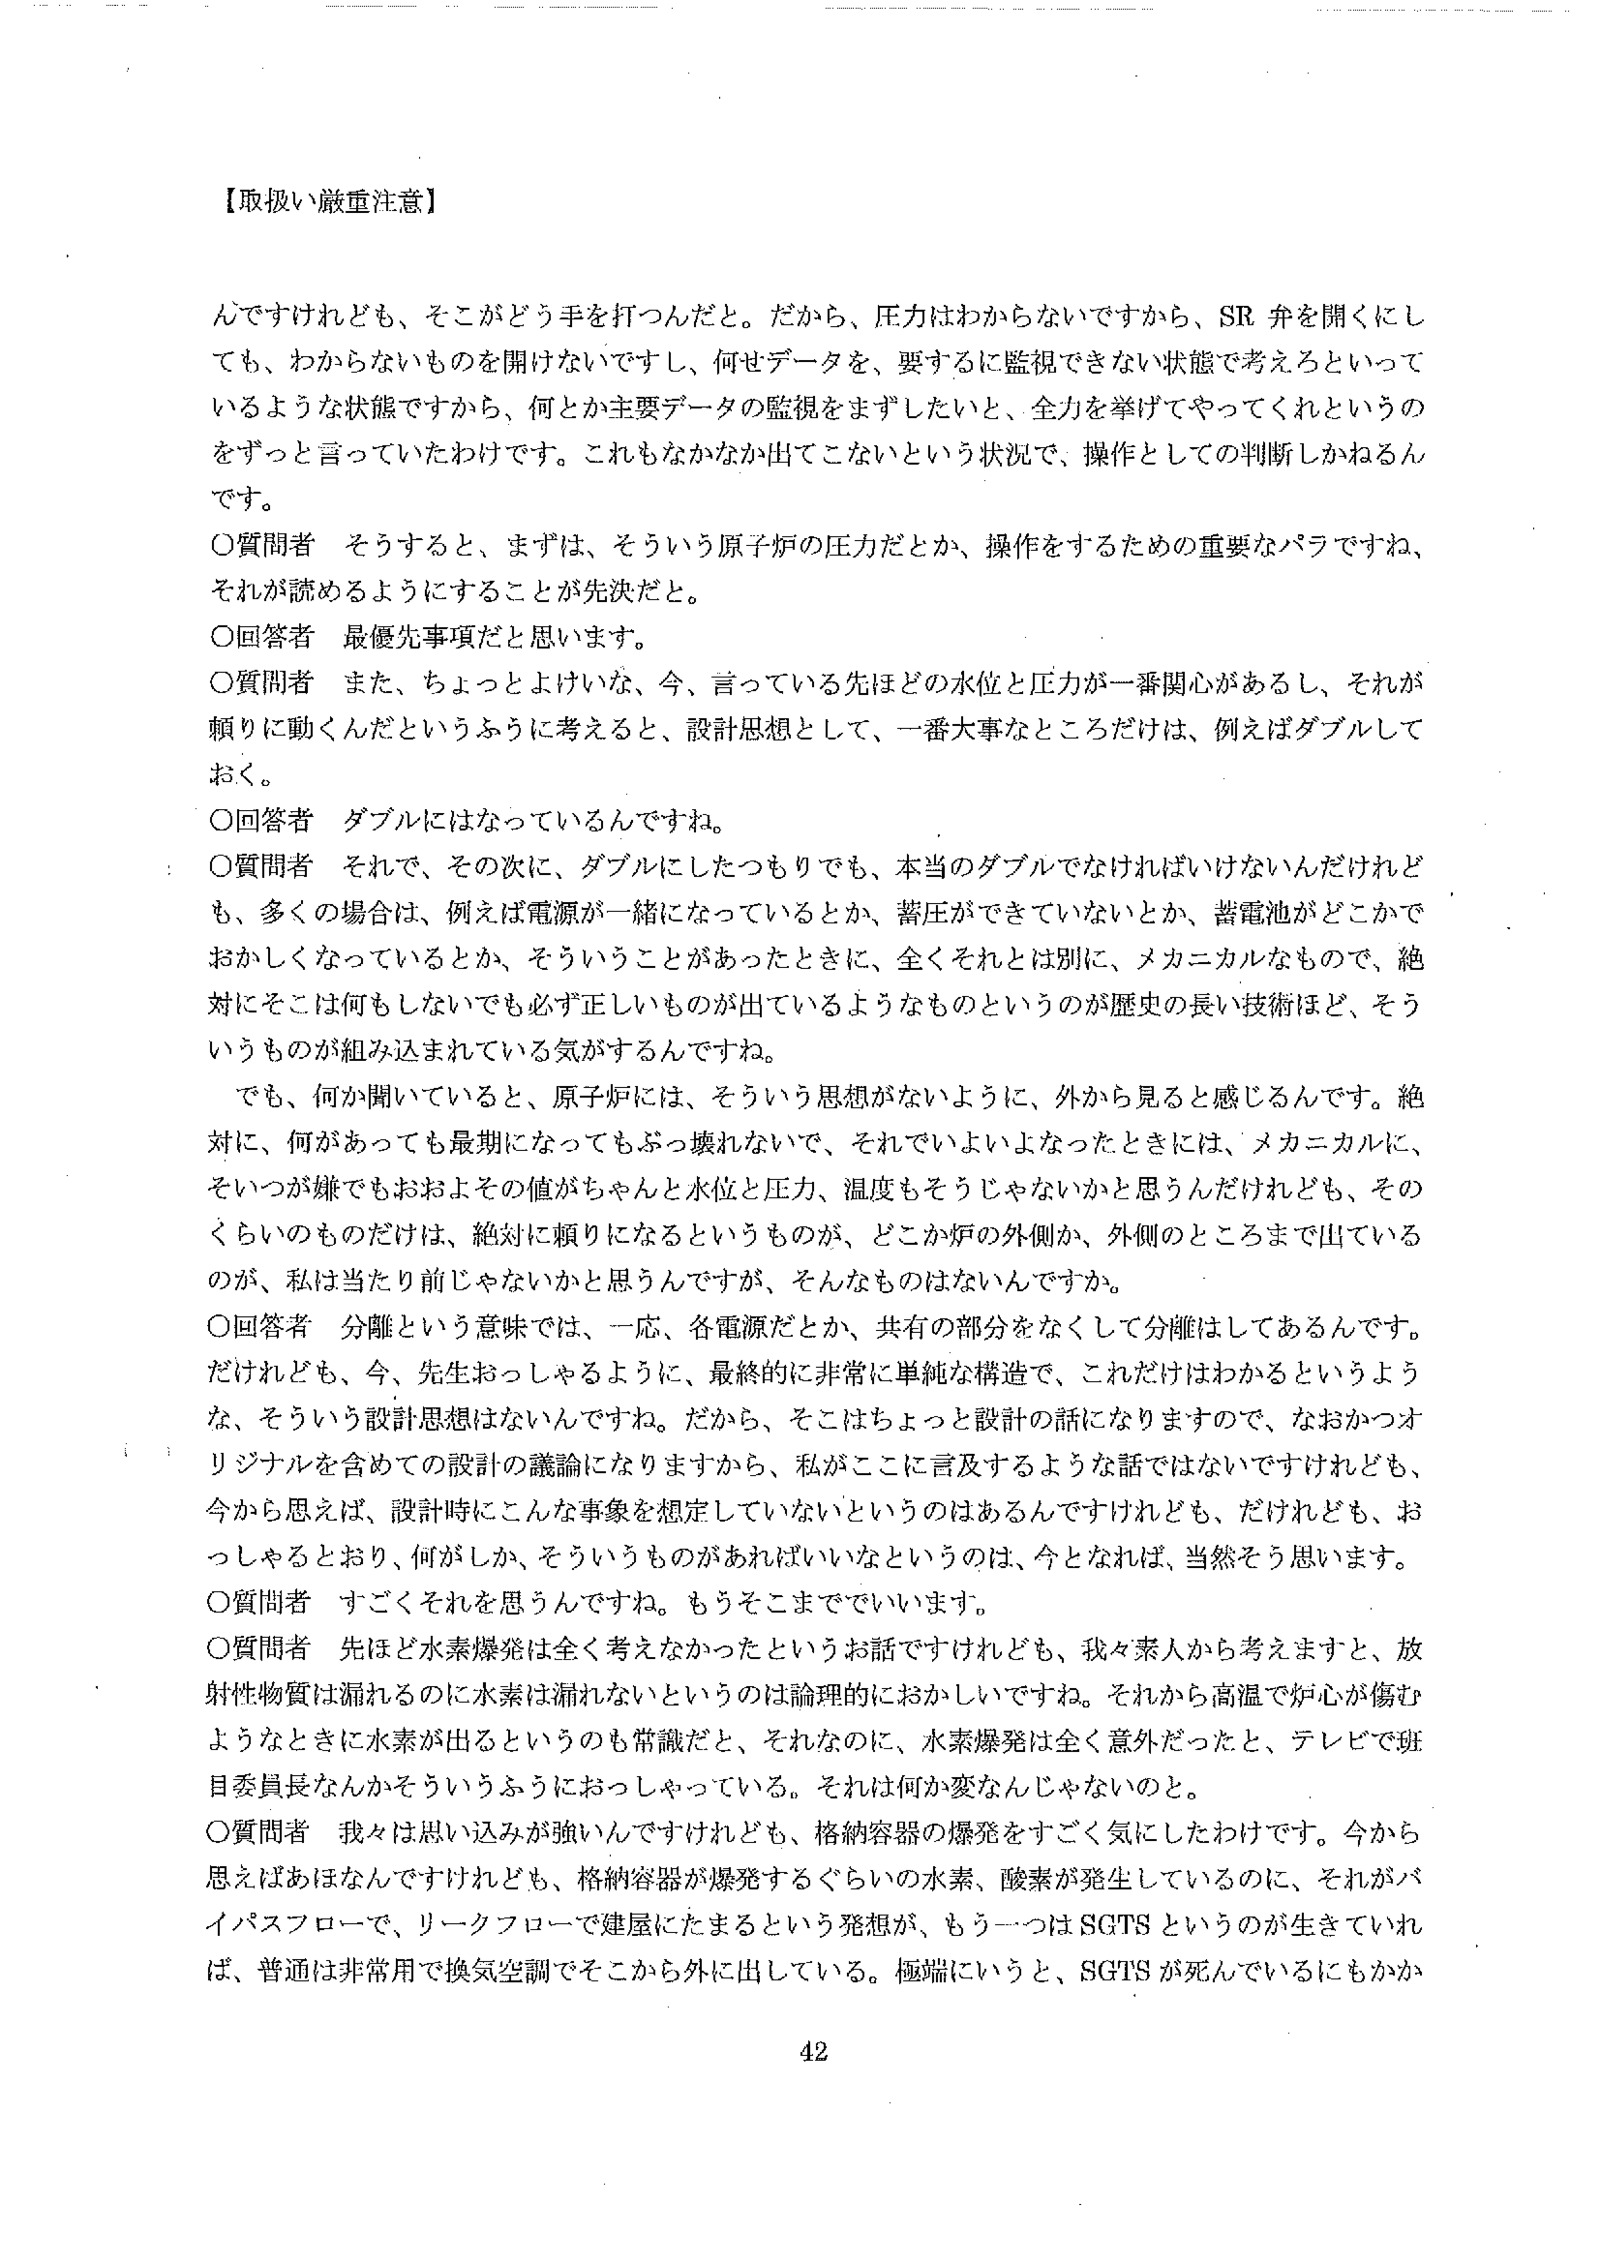 【取扱い厳重注意】
んですけれども、そこがどう手を打つんだと。だから、圧力はわからないですから、SR 弁を開くにし
ても、わからないものを開けないですし、何せデータを、要するに監視できない状態で考えろといって
いるような状態ですから、何とか主要データの監視をまずしたいと、全力を挙げてやってくれというの
をずっと言っていたわけです。これもなかなか出てこないという状況で、操作としての判断しかねるん
です。
○質問者　そうすると、まずは、そういう原子炉の圧力だとか、操作をするための重要なパラですね、
それが読めるようにすることが先決だと。
○回答者　最優先事項だと思います。
○質問者　また、ちょっとよけいな、今、言っている先ほどの水位と圧力が一番関心があるし、それが
頼りに動くんだというふうに考えると、設計思想として、一番大事なところだけは、例えばダブルして
おく。
○回答者　ダブルにはなっているんですね。
○質問者　それで、その次に、ダブルにしたつもりでも、本当のダブルでなければいけないんだけれど
も、多くの場合は、例えば電源が一緒になっているとか、蓄圧ができていないとか、蓄電池がどこかで
おかしくなっているとか、そういうことがあったときに、全くそれとは別に、メカニカルなもので、絶
対にそこは何もしないでも必ず正しいものが出ているようなものというのが歴史の長い技術ほど、そう
いうものが組み込まれている気がするんですね。
　でも、何か聞いていると、原子炉には、そういう思想がないように、外から見ると感じるんです。絶
対に、何があっても最期になってもぶっ壊れないで、それでいよいよなったときには、メカニカルに、
そいつが嫌でもおおよその値がちゃんと水位と圧力、温度もそうじゃないかと思うんだけれども、その
くらいのものだけは、絶対に頼りになるというものが、どこか炉の外側か、外側のところまで出ている
のが、私は当たり前じゃないかと思うんですが、そんなものはないんですか。
○回答者　分離という意味では、一応、各電源だとか、共有の部分をなくして分離はしてあるんです。
だけれども、今、先生おっしゃるように、最終的に非常に単純な構造で、これだけはわかるというよう
な、そういう設計思想はないんですね。だから、そこはちょっと設計の話になりますので、なおかつオ
リジナルを含めての設計の議論になりますから、私がここに言及するような話ではないですけれども、
今から思えば、設計時にこんな事象を想定していないというのはあるんですけれども、だけれども、お
っしゃるとおり、何がしか、そういうものがあればいいなというのは、今となれば、当然そう思います。
○質問者　すごくそれを思うんですね。もうそこまででいいます。
○質問者　先ほど水素爆発は全く考えなかったというお話ですけれども、我々素人から考えますと、放
射性物質は漏れるのに水素は漏れないというのは論理的におかしいですね。それから高温で炉心が傷む
ようなときに水素が出るというのも常識だと、それなのに、水素爆発は全く意外だったと、テレビで班
目委員長なんかそういうふうにおっしゃっている。それは何か変なんじゃないのと。
○質問者　我々は思い込みが強いんですけれども、格納容器の爆発をすごく気にしたわけです。今から
思えばあほなんですけれども、格納容器が爆発するぐらいの水素、酸素が発生しているのに、それがバ
イパスフローで、リークフローで建屋にたまるという発想が、もう一つは SGTS というのが生きていれ
ば、普通は非常用で換気空調でそこから外に出している。極端にいうと、SGTS が死んでいるにもかか
42